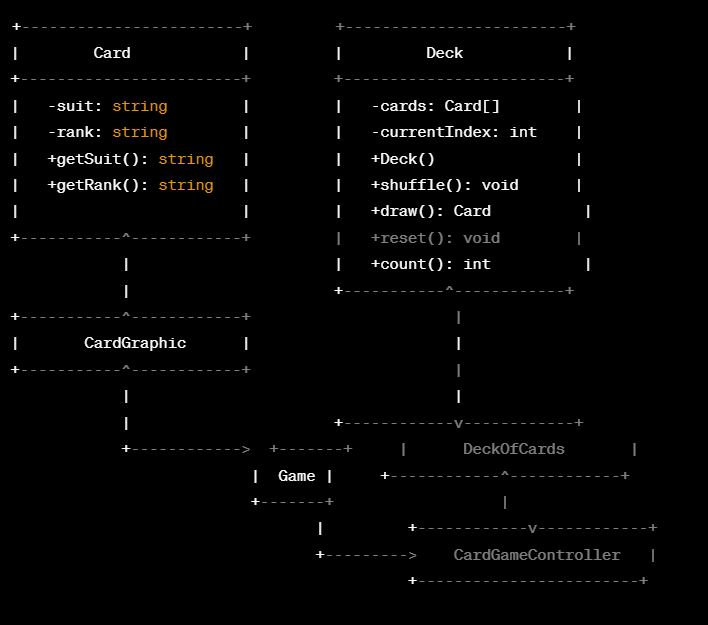 +------------------------+         +------------------------+
|        Card            |         |         Deck           |
+------------------------+         +------------------------+
|   -suit: string        |         |   -cards: Card[]        |
|   -rank: string        |         |   -currentIndex: int    |
|   +getSuit(): string   |         |   +Deck()               |
|   +getRank(): string   |         |   +shuffle(): void      |
|                        |         |   +draw(): Card          |
+-----------^------------+         |   +reset(): void        |
            |                      |   +count(): int          |
            |                      +-----------^------------+
+-----------^------------+                      |
|       CardGraphic      |                      |
+-----------^------------+                      |
            |                                   |
            |                      +------------v------------+
            +------------>  +-------+     |      DeckOfCards       |
                          |  Game |     +------------^------------+
                          +-------+                  |
                                 |         +------------v------------+
                                 +--------->    CardGameController   |
                                           +------------------------+